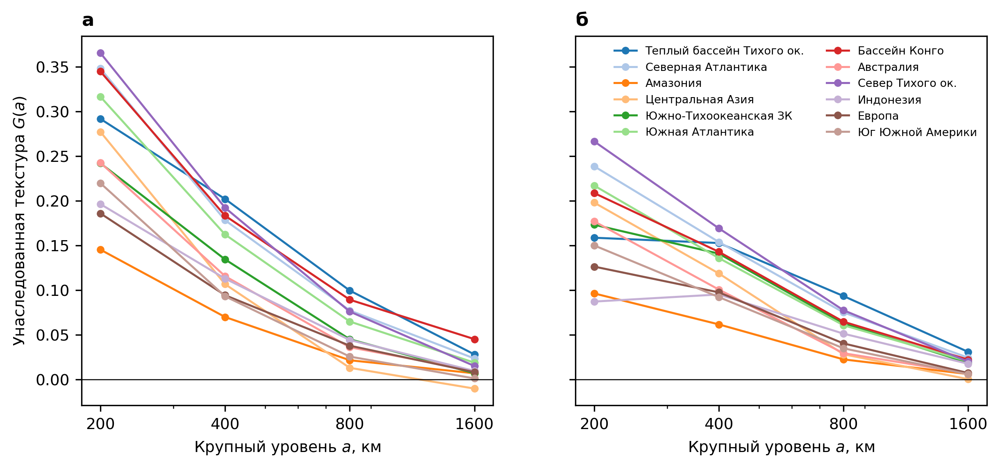 а
б
Унаследованная текстура G(a)
0.35
0.30
0.25
0.20
0.15
0.10
0.05
0.00
200
400
800
1600
Крупный уровень a, км
Теплый бассейн Тихого ок.
Северная Атлантика
Амазония
Центральная Азия
Южно-Тихоокеанская ЗК
Южная Атлантика
Бассейн Конго
Австралия
Север Тихого ок.
Индонезия
Европа
Юг Южной Америки
200
400
800
1600
Крупный уровень a, км